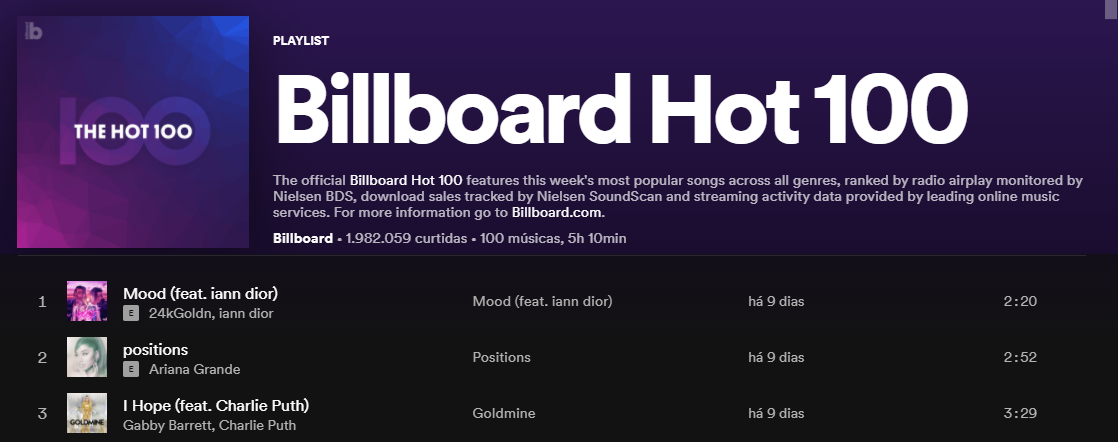 b
THE HOT 100
PLAYLIST
Billboard Hot 100
The official Billboard Hot 100 features this week's most popular songs across all genres, ranked by radio airplay monitored by
Nielsen BDS, download sales tracked by Nielsen SoundScan and streaming activity data provided by leading online music
services. For more information go to Billboard.com.
Billboard • 1.982.059 curtidas • 100 músicas, 5h 10min
1 Mood (feat. iann dior) Mood (feat. iann dior) há 9 dias 2:20
E 24kGoldn, iann dior
2 positions Positions há 9 dias 2:52
E Ariana Grande
3 I Hope (feat. Charlie Puth) Goldmine há 9 dias 3:29
GOLDMINE
Gabby Barrett, Charlie Puth